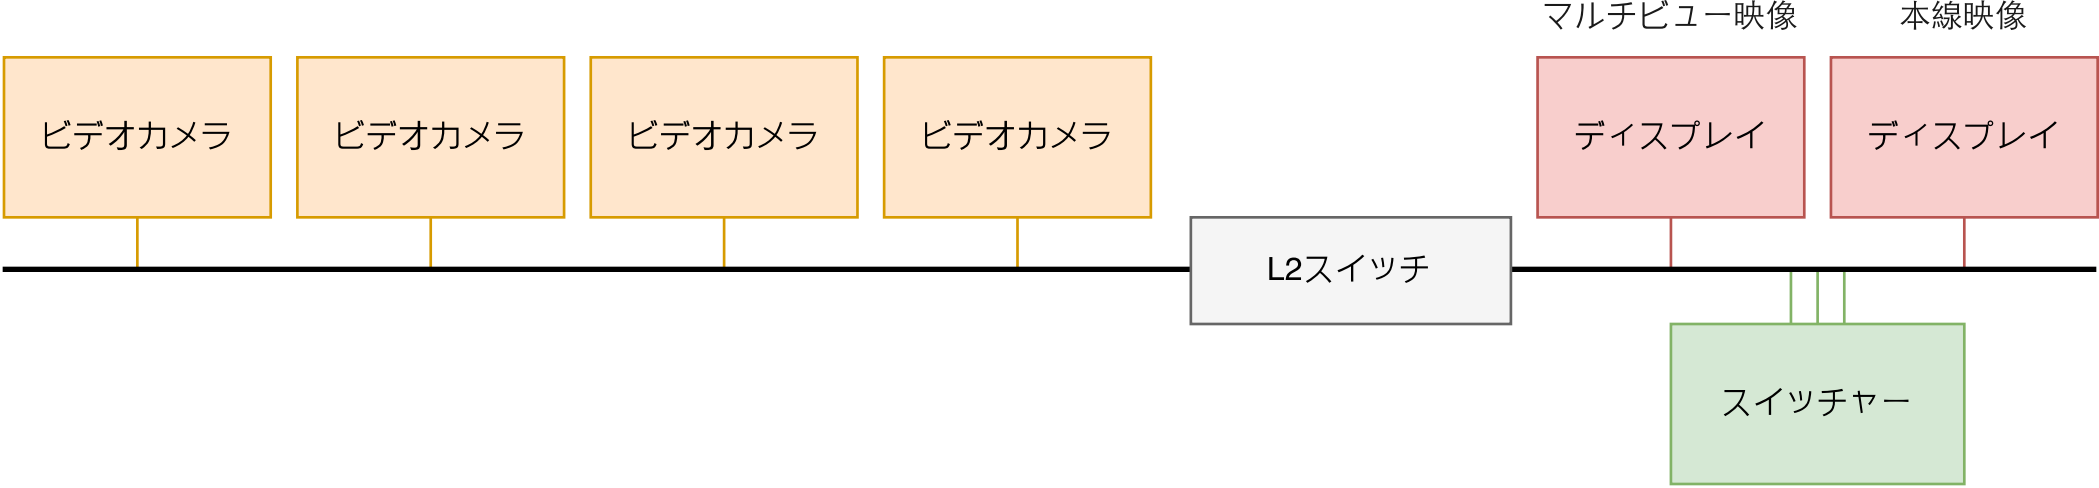 マルチビュー映像
本線映像
ビデオカメラ
ビデオカメラ
ビデオカメラ
ビデオカメラ
ディスプレイ
ディスプレイ
L2スイッチ
スイッチャー